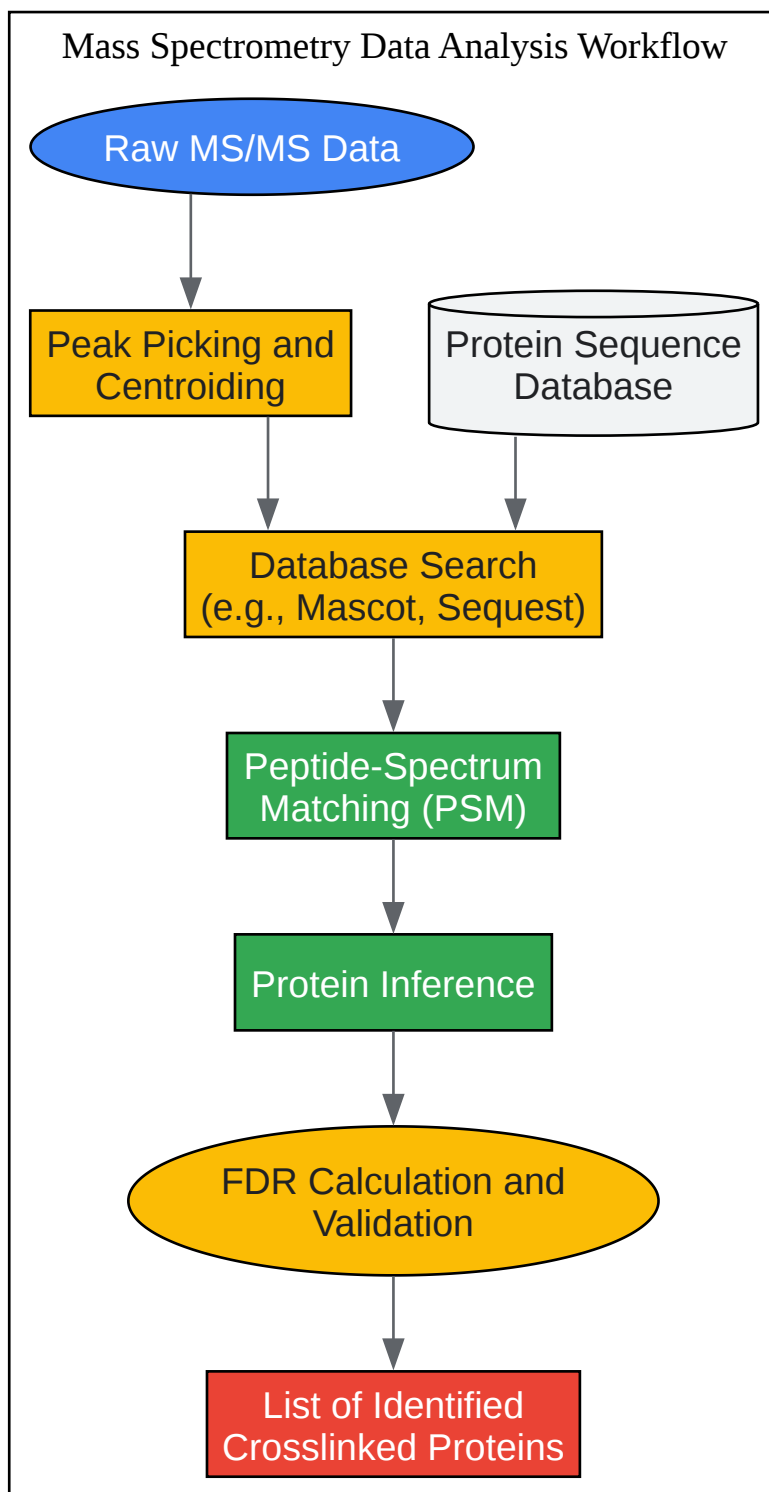 Mass Spectrometry Data Analysis Workflow
Raw MS/MS Data
Peak Picking and
Centroiding
Protein Sequence
Database
Database Search
(e.g., Mascot, Sequest)
Peptide-Spectrum
Matching (PSM)
Protein Inference
FDR Calculation and
Validation
List of Identified
Crosslinked Proteins